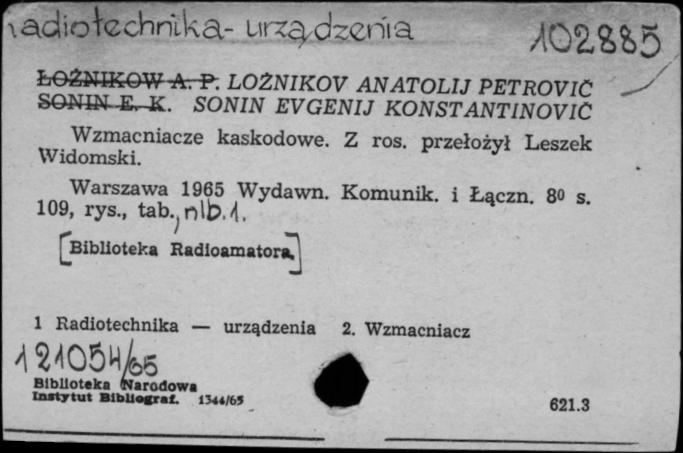 radiotechnika - urządzenia
102885
ŁOŹNIKOW A. P. LOŻNIKOV ANATOLIJ PETROVIČ
SONIN E. K. SONIN EVGENIJ KONSTANTINOVIČ
Wzmacniacze kaskodowe. Z ros. przełożył Leszek
Widomski.
Warszawa 1965 Wydawn. Komunik. i Łączn. 8⁰ s.
109, rys., tab., nlb. 1.
[Biblioteka Radioamatora.]
1 Radiotechnika — urządzenia 2. Wzmacniacz
121054/65
Biblioteka Narodowa
Instytut Bibliograf. 1344/65
621.3